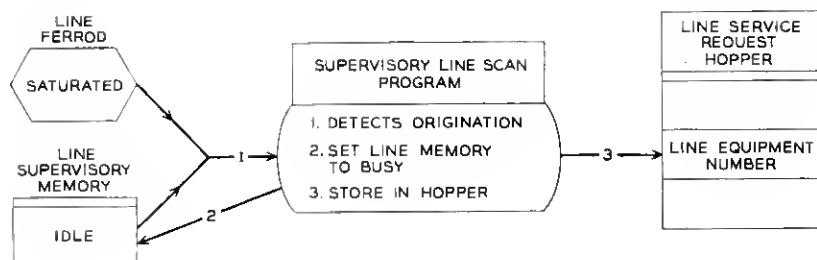 LINE
FERROD
SATURATED
LINE
SUPERVISORY
MEMORY
IDLE
1
2
SUPERVISORY LINE SCAN
PROGRAM
1. DETECTS ORIGINATION
2. SET LINE MEMORY
TO BUSY
3. STORE IN HOPPER
3
LINE SERVICE
REQUEST
HOPPER
LINE EQUIPMENT
NUMBER